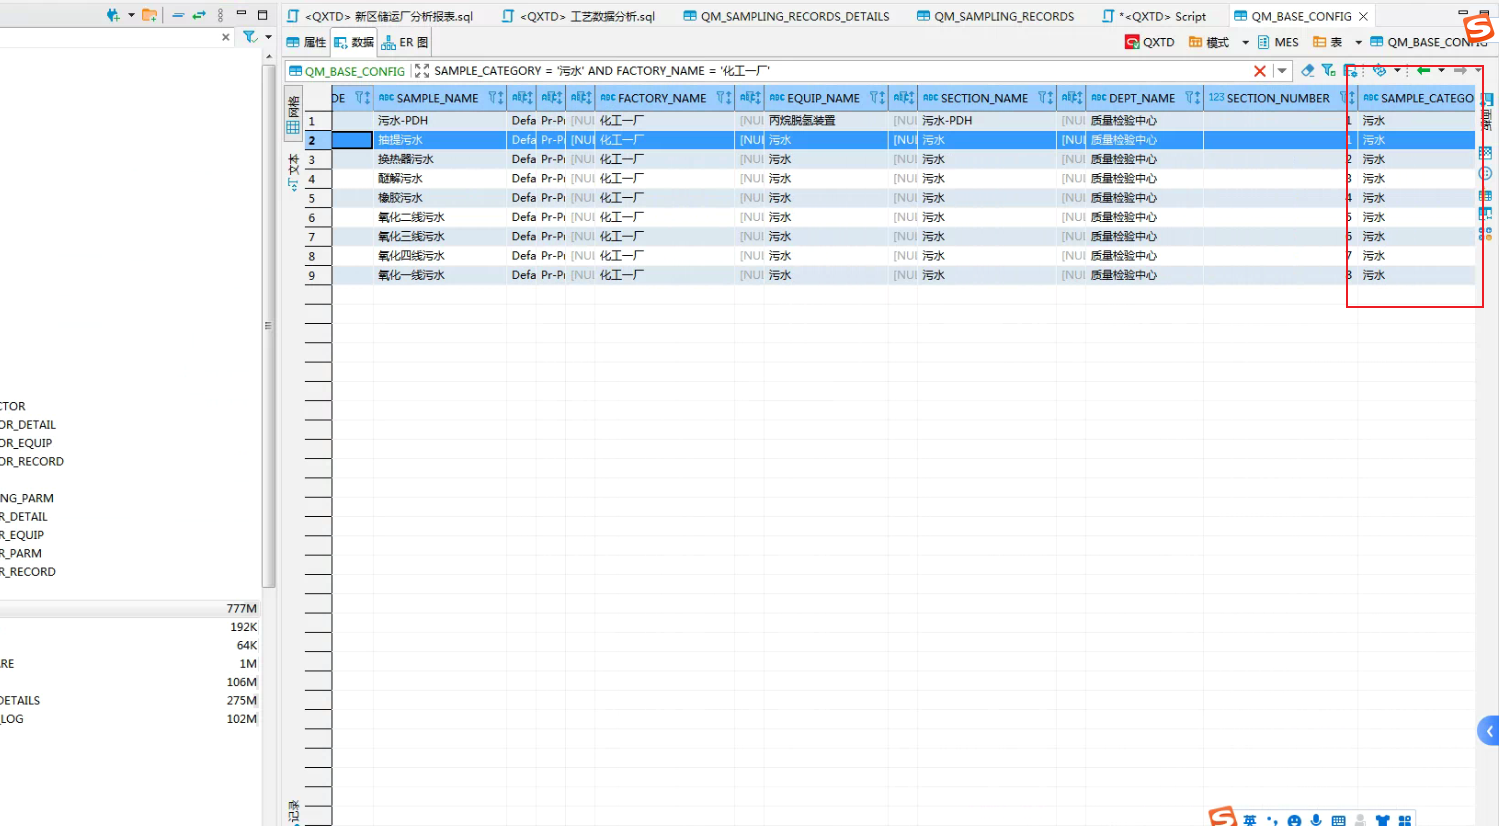 <QXTD> 新区储运厂分析报表.sql
<QXTD> 工艺数据分析.sql
QM_SAMPLING_RECORDS_DETAILS
QM_SAMPLING_RECORDS
*<QXTD> Script
QM_BASE_CONFIG
属性 数据 ER 图
QXTD 模式 MES 表 QM_BASE_CONFIG
QM_BASE_CONFIG SAMPLE_CATEGORY = '污水' AND FACTORY_NAME = '化工一厂'
网格
文本
记录
DE SAMPLE_NAME FACTORY_NAME EQUIP_NAME SECTION_NAME DEPT_NAME 123 SECTION_NUMBER SAMPLE_CATEGO
1 污水-PDH Defa Pr-Pr [NUI 化工一厂 [NUI 丙烷脱氢装置 [NUI 污水-PDH [NUI 质量检验中心 1 污水
2 抽提污水 Defa Pr-Pr [NUI 化工一厂 [NUI 污水 [NUI 污水 [NUI 质量检验中心 1 污水
3 换热器污水 Defa Pr-Pr [NUI 化工一厂 [NUI 污水 [NUI 污水 [NUI 质量检验中心 2 污水
4 醚解污水 Defa Pr-Pr [NUI 化工一厂 [NUI 污水 [NUI 污水 [NUI 质量检验中心 3 污水
5 橡胶污水 Defa Pr-Pr [NUI 化工一厂 [NUI 污水 [NUI 污水 [NUI 质量检验中心 4 污水
6 氧化二线污水 Defa Pr-Pr [NUI 化工一厂 [NUI 污水 [NUI 污水 [NUI 质量检验中心 5 污水
7 氧化三线污水 Defa Pr-Pr [NUI 化工一厂 [NUI 污水 [NUI 污水 [NUI 质量检验中心 6 污水
8 氧化四线污水 Defa Pr-Pr [NUI 化工一厂 [NUI 污水 [NUI 污水 [NUI 质量检验中心 7 污水
9 氧化一线污水 Defa Pr-Pr [NUI 化工一厂 [NUI 污水 [NUI 污水 [NUI 质量检验中心 8 污水
CTOR
OR_DETAIL
OR_EQUIP
OR_RECORD
NG_PARM
R_DETAIL
R_EQUIP
R_PARM
R_RECORD
777M
192K
64K
RE 1M
106M
DETAILS 275M
_LOG 102M
英